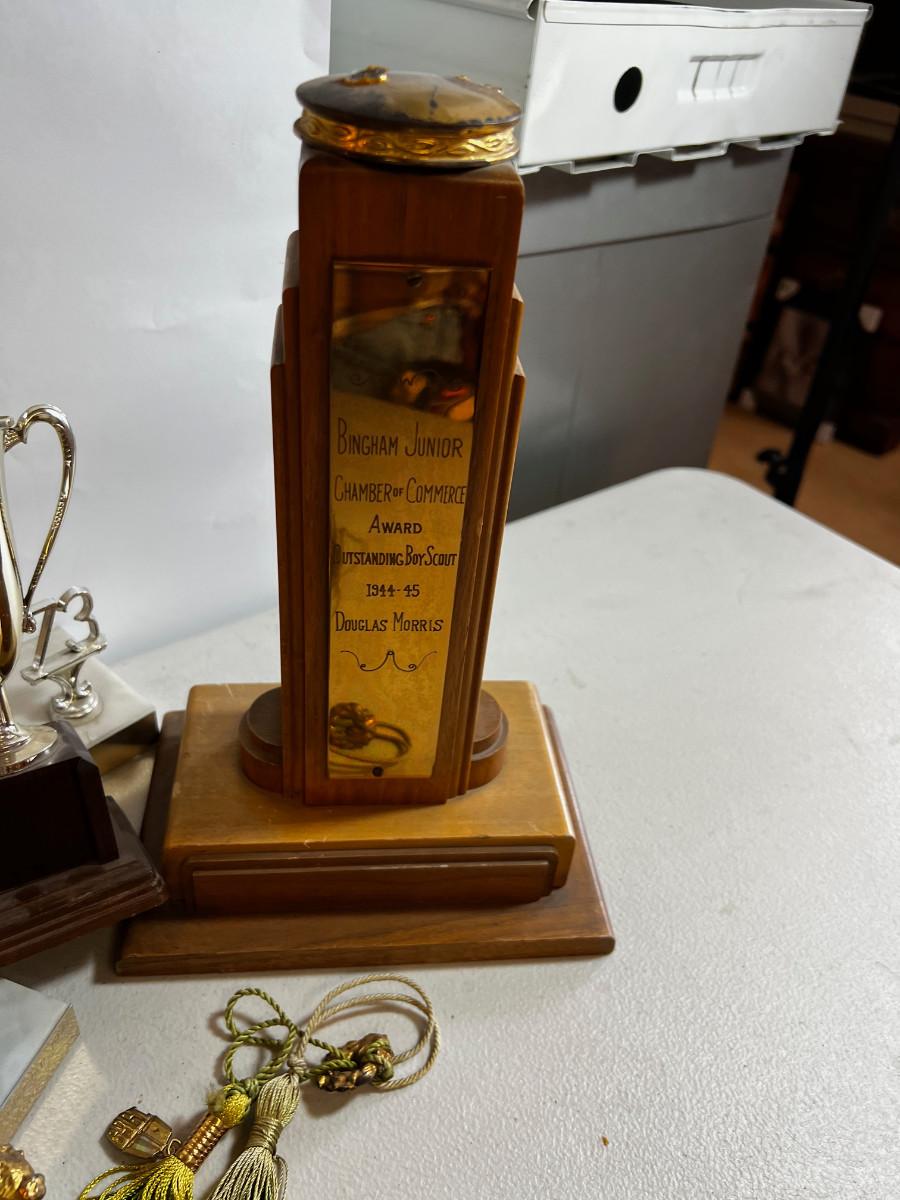 BINGHAM JUNIOR
CHAMBER OF COMMERCE
AWARD
OUTSTANDING BOY SCOUT
1944-45
DOUGLAS MORRIS